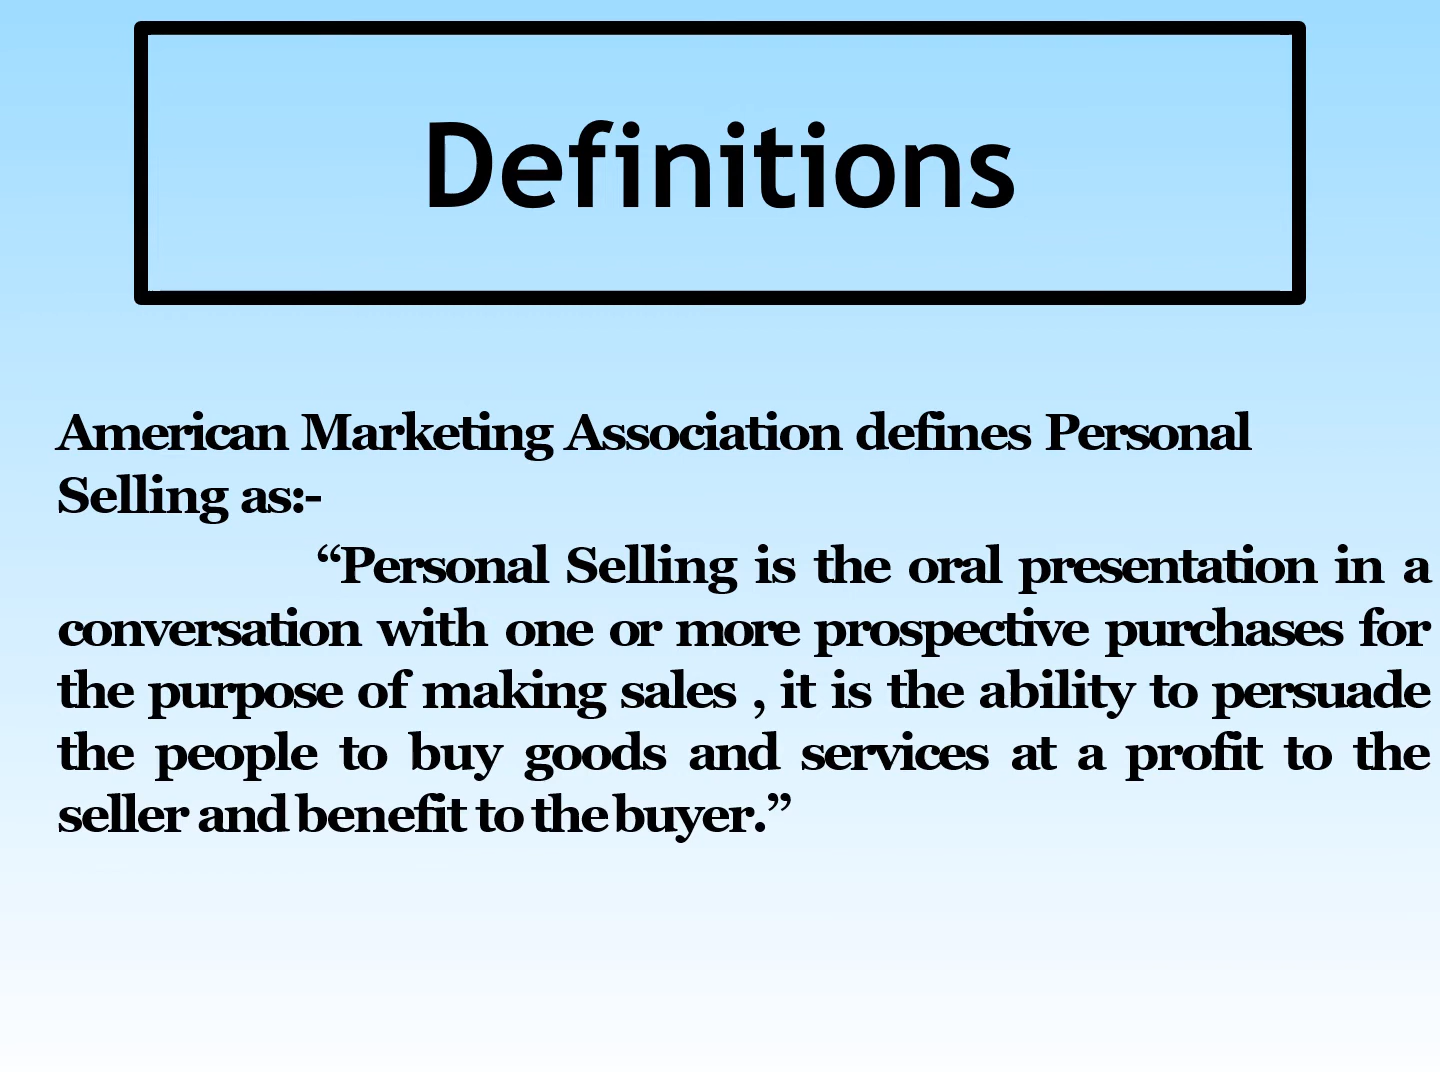 Definitions
American Marketing Association defines Personal
Selling as:-
“Personal Selling is the oral presentation in a
conversation with one or more prospective purchases for
the purpose of making sales , it is the ability to persuade
the people to buy goods and services at a profit to the
seller and benefit to the buyer.”